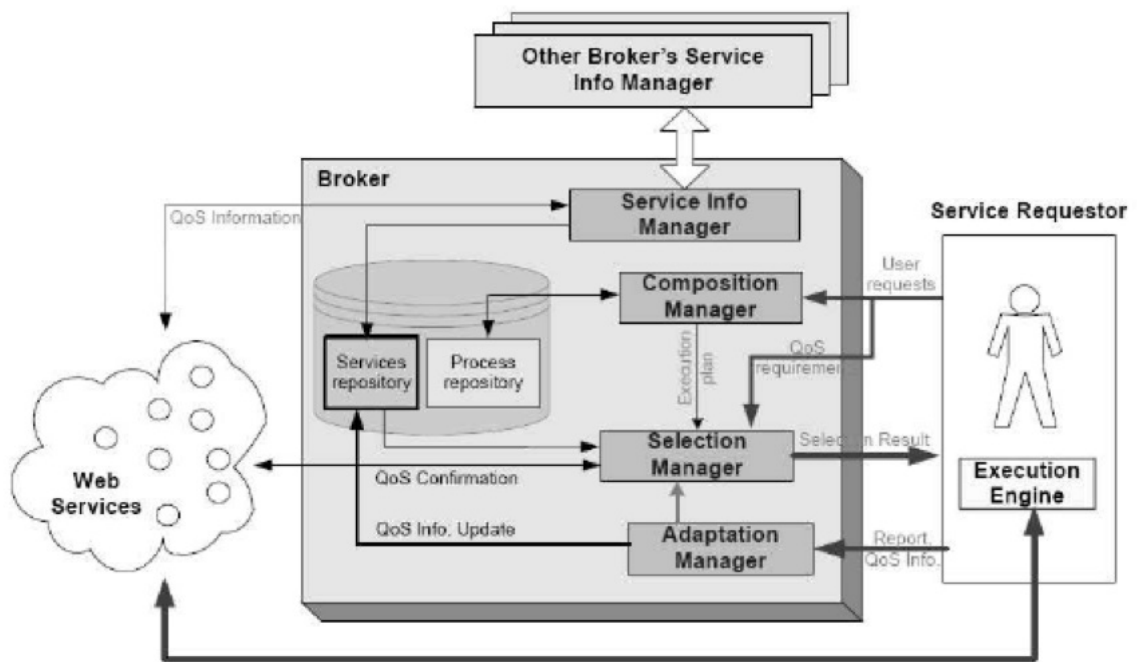 Other Broker's Service
Info Manager
Broker
QoS Information
Service Info
Manager
Service Requestor
User
requests
Composition
Manager
Services
repository
Process
repository
Execution
plan
QoS
requiremen
Selection
Manager
Selection Result
Web
Services
QoS Confirmation
Execution
Engine
QoS Info. Update
Adaptation
Manager
Report,
QoS Info.